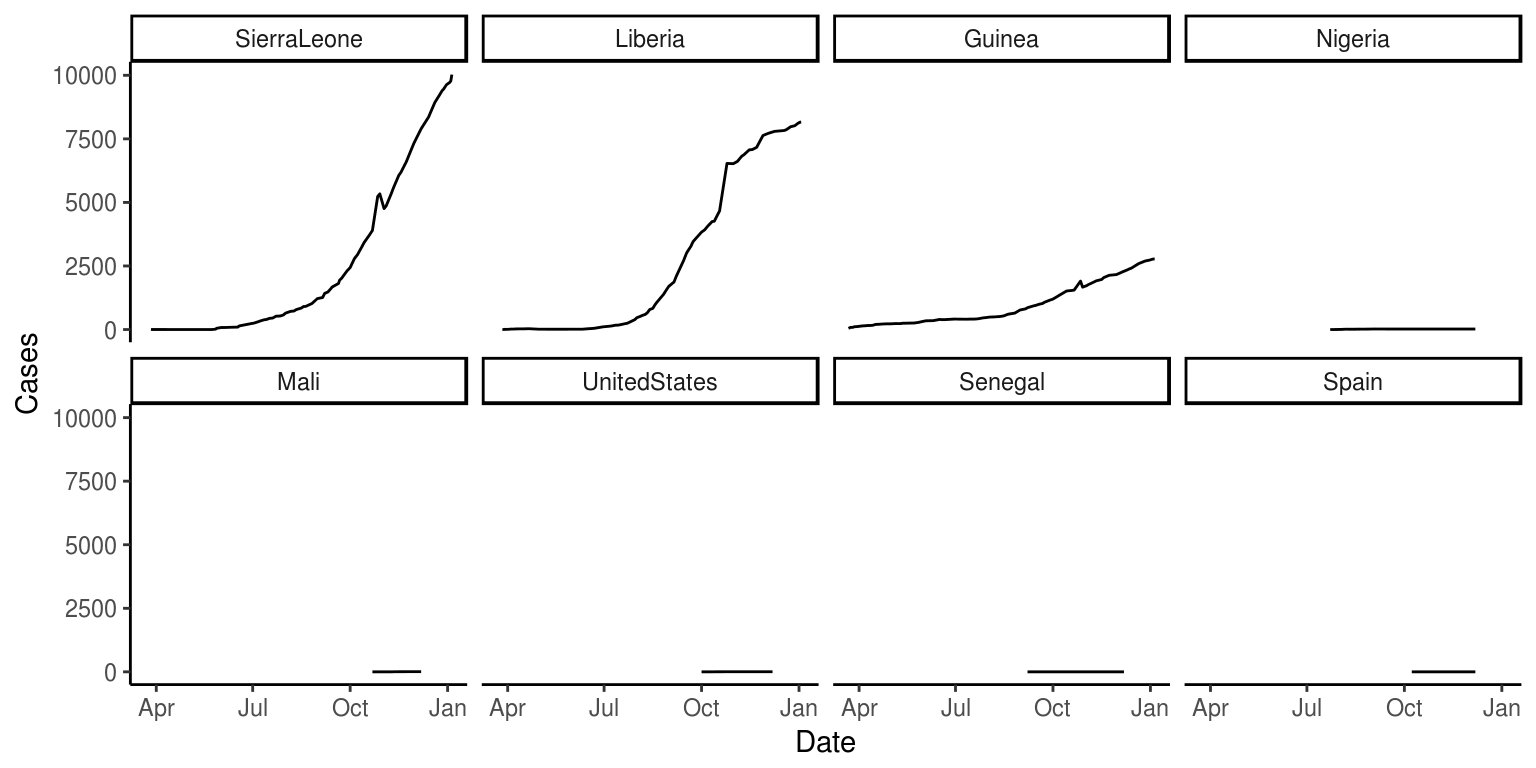 SierraLeone Liberia Guinea Nigeria
10000
7500
5000
2500
0
Cases
Mali UnitedStates Senegal Spain
10000
7500
5000
2500
0
Apr Jul Oct Jan Apr Jul Oct Jan Apr Jul Oct Jan Apr Jul Oct Jan
Date